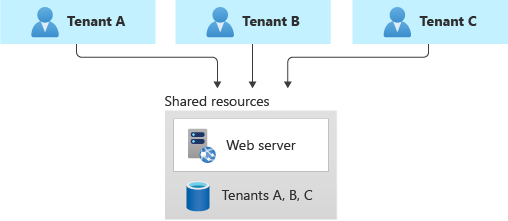 Tenant A
Tenant B
Tenant C
Shared resources
Web server
Tenants A, B, C